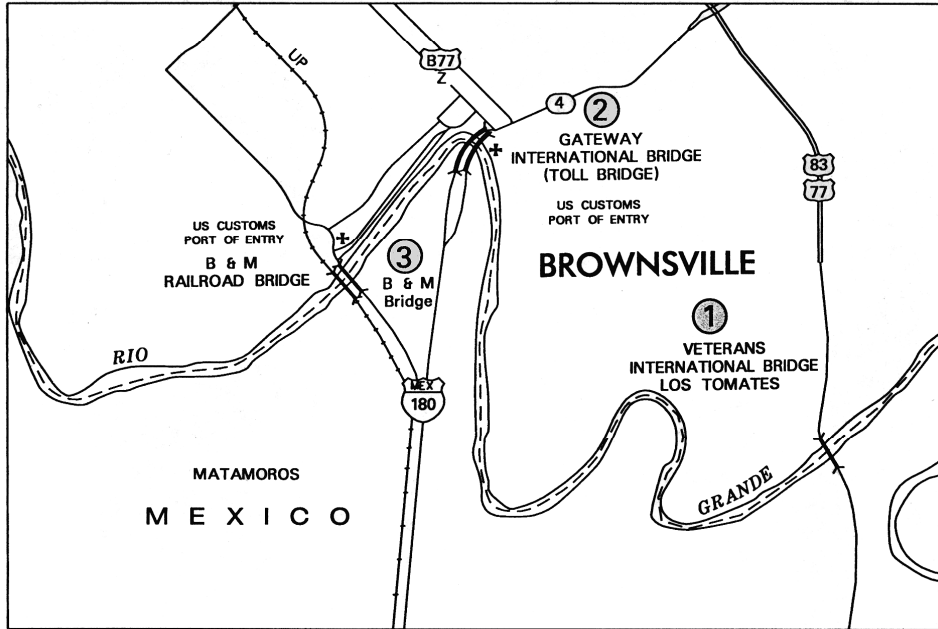 UP
B77
Z
4
2
GATEWAY
INTERNATIONAL BRIDGE
(TOLL BRIDGE)
83
77
US CUSTOMS
PORT OF ENTRY
US CUSTOMS
PORT OF ENTRY
B & M
RAILROAD BRIDGE
3
B & M
Bridge
BROWNSVILLE
1
VETERANS
INTERNATIONAL BRIDGE
LOS TOMATES
RIO
MEX
180
MATAMOROS
MEXICO
GRANDE